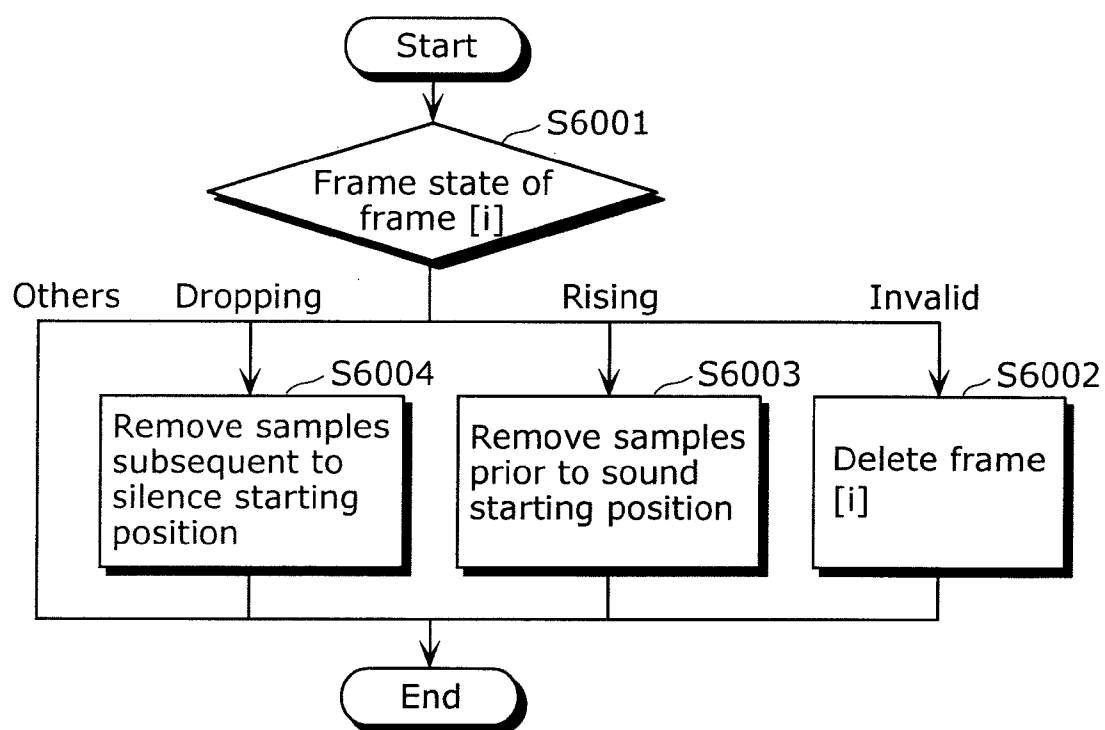 Start
S6001
Frame state of
frame [i]
Others
Dropping
Rising
Invalid
S6004
Remove samples
subsequent to
silence starting
position
S6003
Remove samples
prior to sound
starting position
S6002
Delete frame
[i]
End